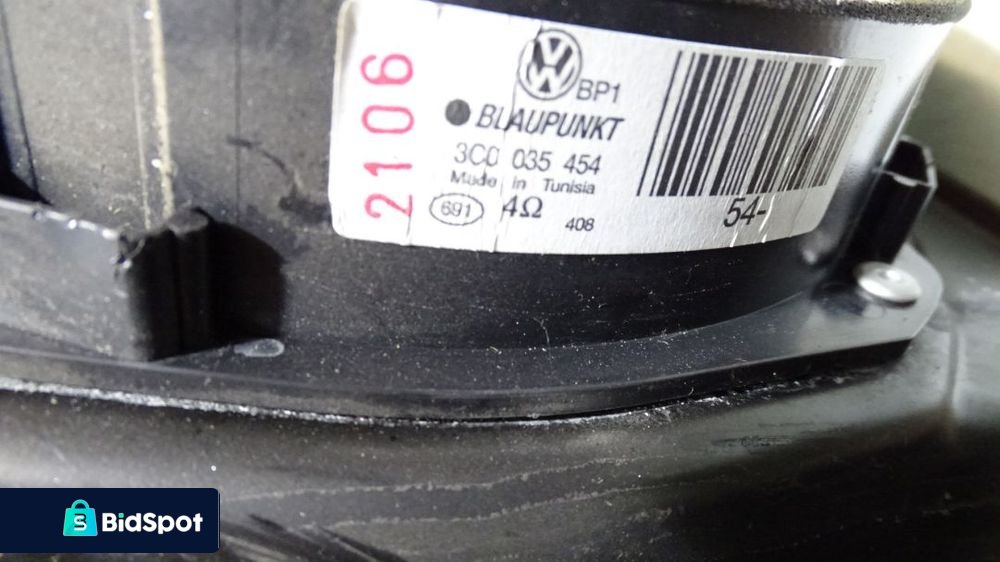 2106
BP1
BLAUPUNKT
3C0 035 454
Made in Tunisia
691 4Ω 408
54-
BidSpot